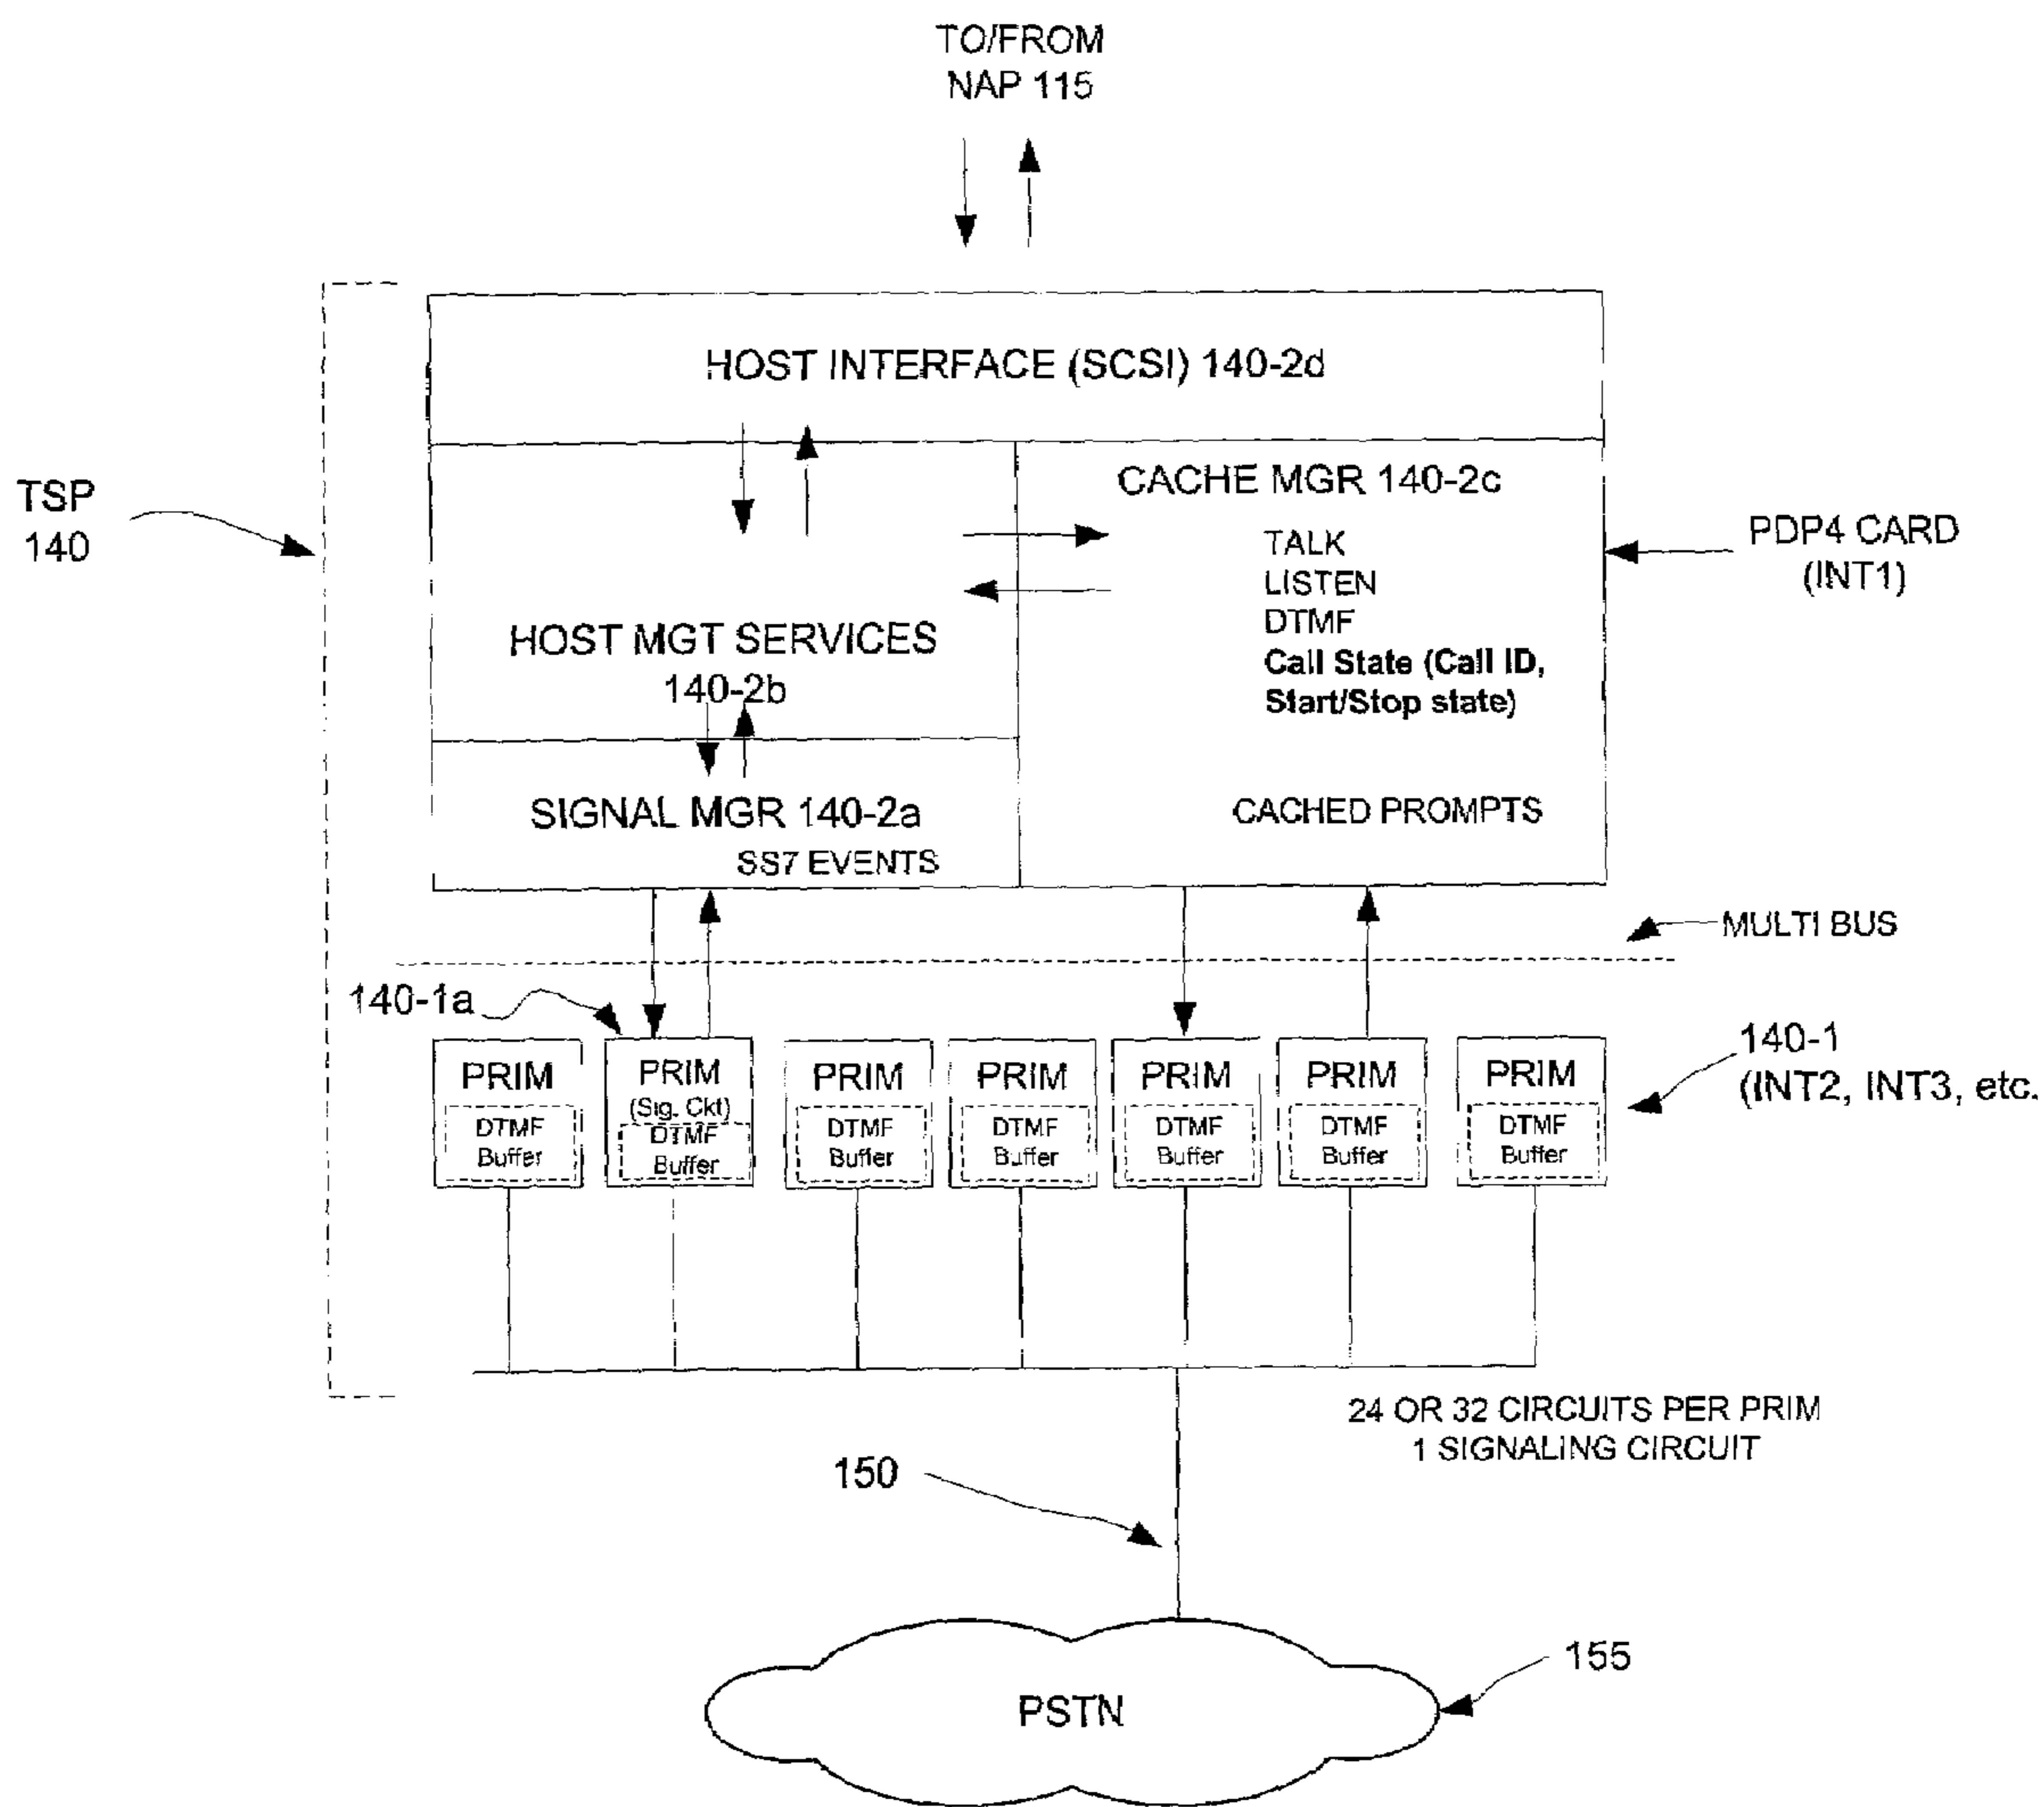 TO/FROM
NAP 115
HOST INTERFACE (SCSI) 140-2d
TSP
140
CACHE MGR 140-2c
TALK
LISTEN
DTMF
Call State (Call ID,
Start/Stop state)
CACHED PROMPTS
PDP4 CARD
(INT1)
HOST MGT SERVICES
140-2b
SIGNAL MGR 140-2a
SS7 EVENTS
MULTI BUS
140-1a
140-1
(INT2, INT3, etc.
PRIM
DTMF
Buffer
PRIM
(Sig. Ckt)
DTMF
Buffer
PRIM
DTMF
Buffer
PRIM
DTMF
Buffer
PRIM
DTMF
Buffer
PRIM
DTMF
Buffer
PRIM
DTMF
Buffer
24 OR 32 CIRCUITS PER PRIM
1 SIGNALING CIRCUIT
150
PSTN
155